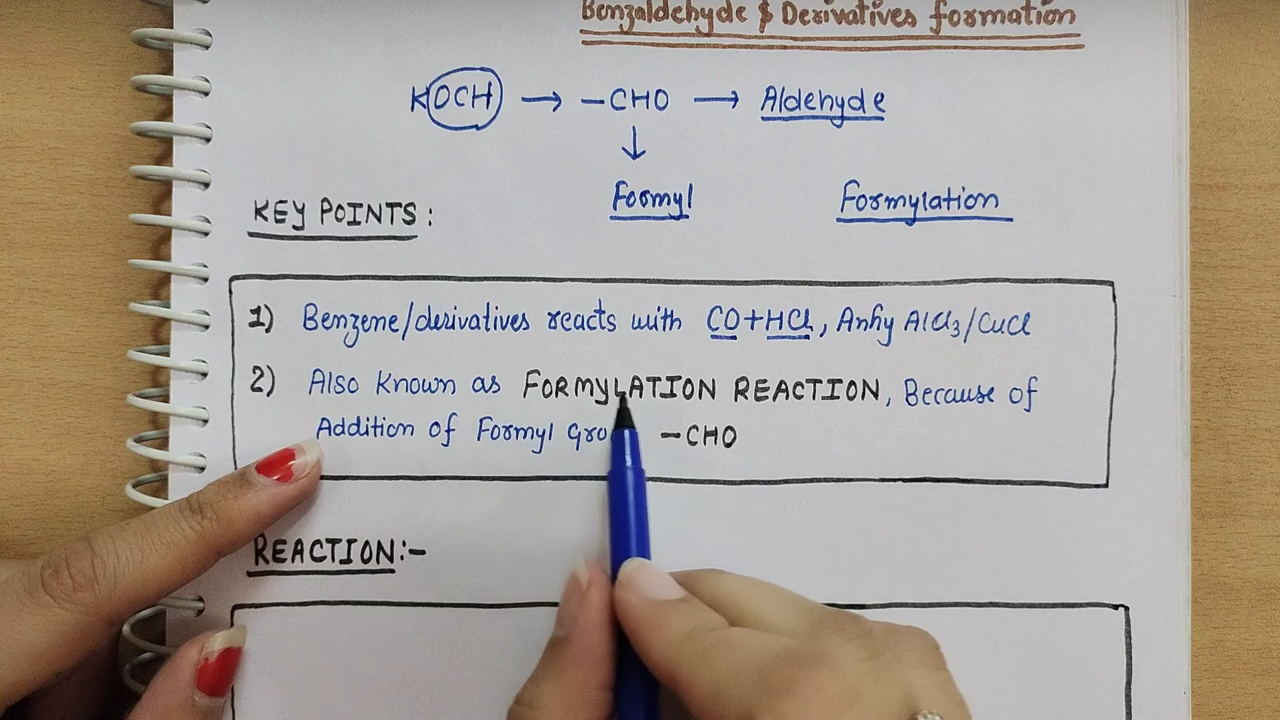 Benzaldehyde & Derivatives formation
KOCH → –CHO → Aldehyde
↓
Formyl Formylation
KEY POINTS:
1) Benzene/derivatives reacts with CO+HCl, Anhy AlCl₃/CuCl
2) Also Known as FORMYLATION REACTION, Because of
Addition of Formyl Gro –CHO
REACTION:-